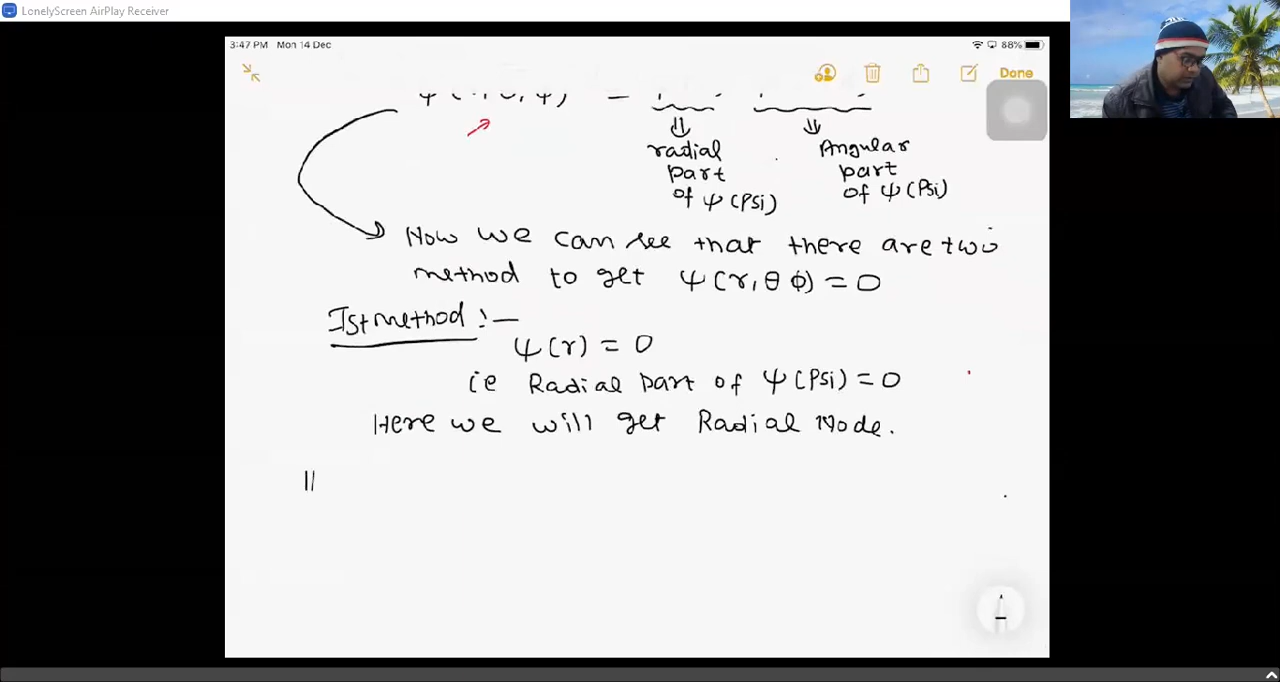 LonelyScreen AirPlay Receiver
3:47 PM Mon 14 Dec
88%
Done
radial
part
of ψ (Psi)
Angular
part
of ψ (Psi)
Now we can see that there are two
method to get ψ(r, θ ϕ) = 0
Ist method :-
ψ(r) = 0
ie Radial part of ψ (Psi) = 0
Here we will get Radial Node.
II